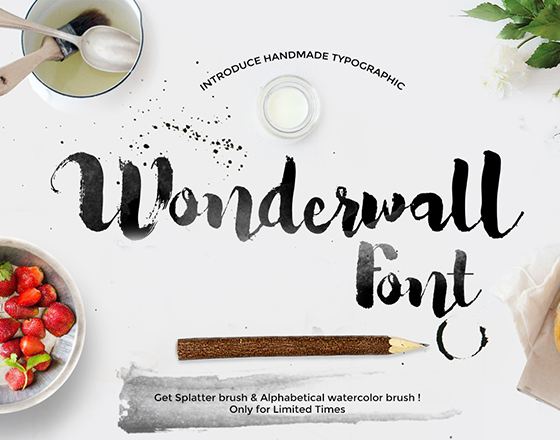 INTRODUCE HANDMADE TYPOGRAPHIC
Wonderwall
Font
Get Splatter brush & Alphabetical watercolor brush !
Only for Limited Times